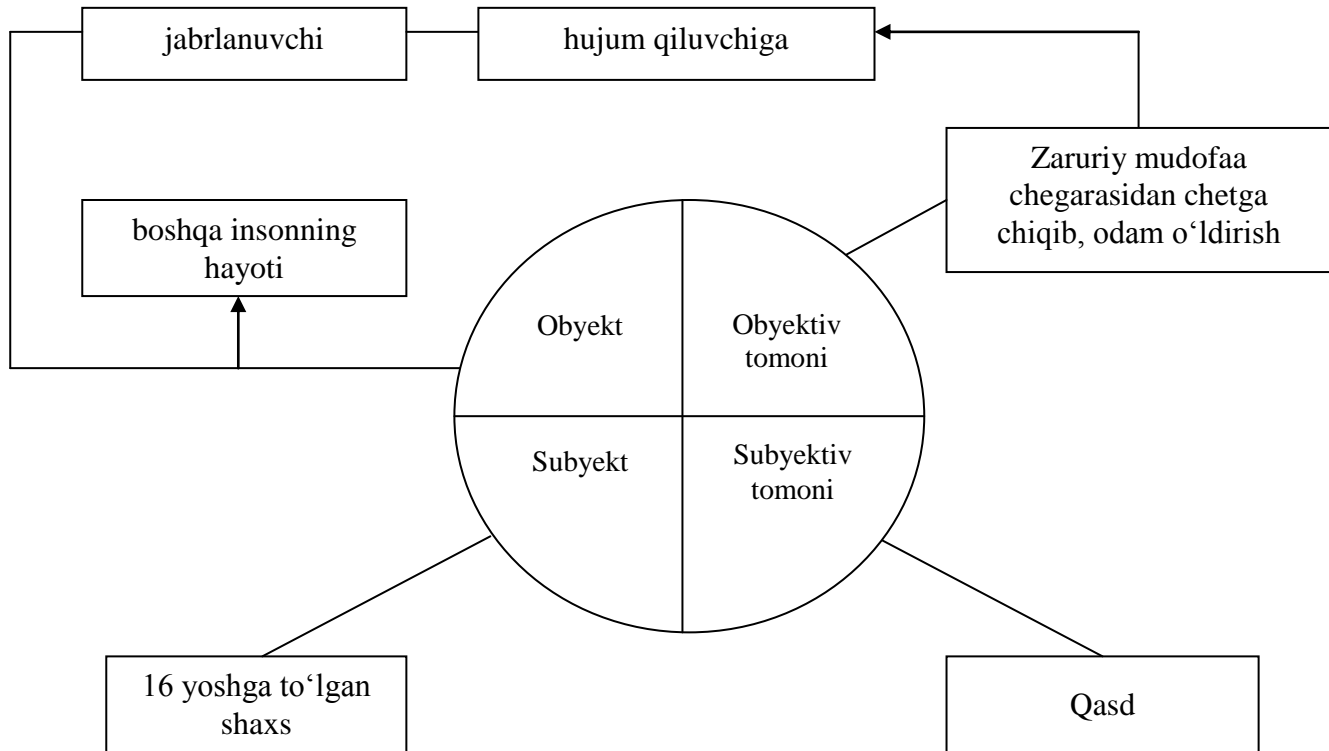 jabrlanuvchi
hujum qiluvchiga
Zaruriy mudofaa
chegarasidan chetga
chiqib, odam o‘ldirish
boshqa insonning
hayoti
Obyekt
Obyektiv
tomoni
Subyekt
Subyektiv
tomoni
16 yoshga to‘lgan
shaxs
Qasd